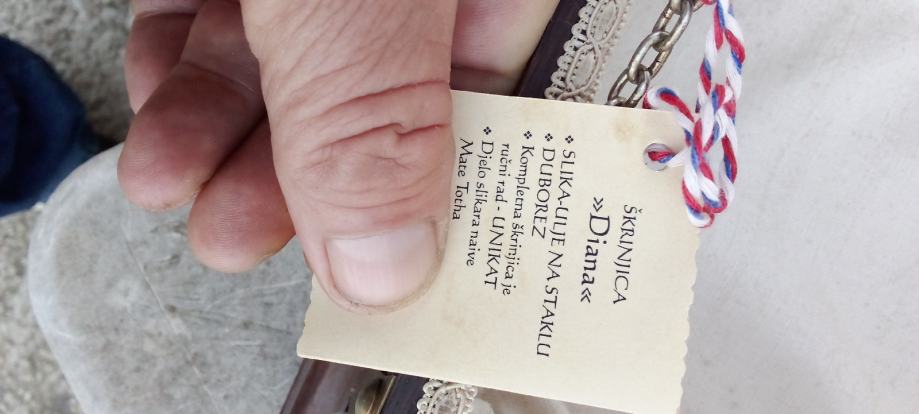 ŠKRINJICA
»Diana«
❖ SLIKA-ULJE NA STAKLU
❖ DUBOREZ
❖ Kompletna škrinjica je
ručni rad - UNIKAT
❖ Djelo slikara naive
Mate Totha